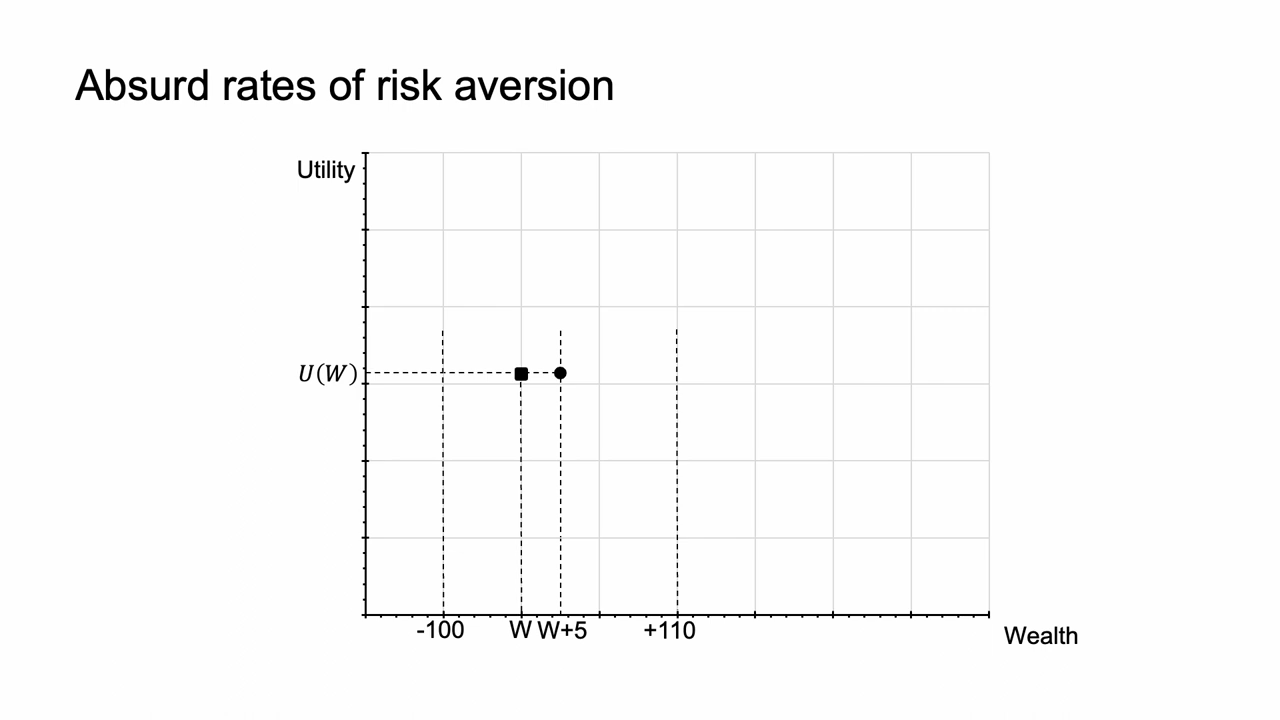 Absurd rates of risk aversion
Utility
U(W)
-100 W W+5 +110
Wealth